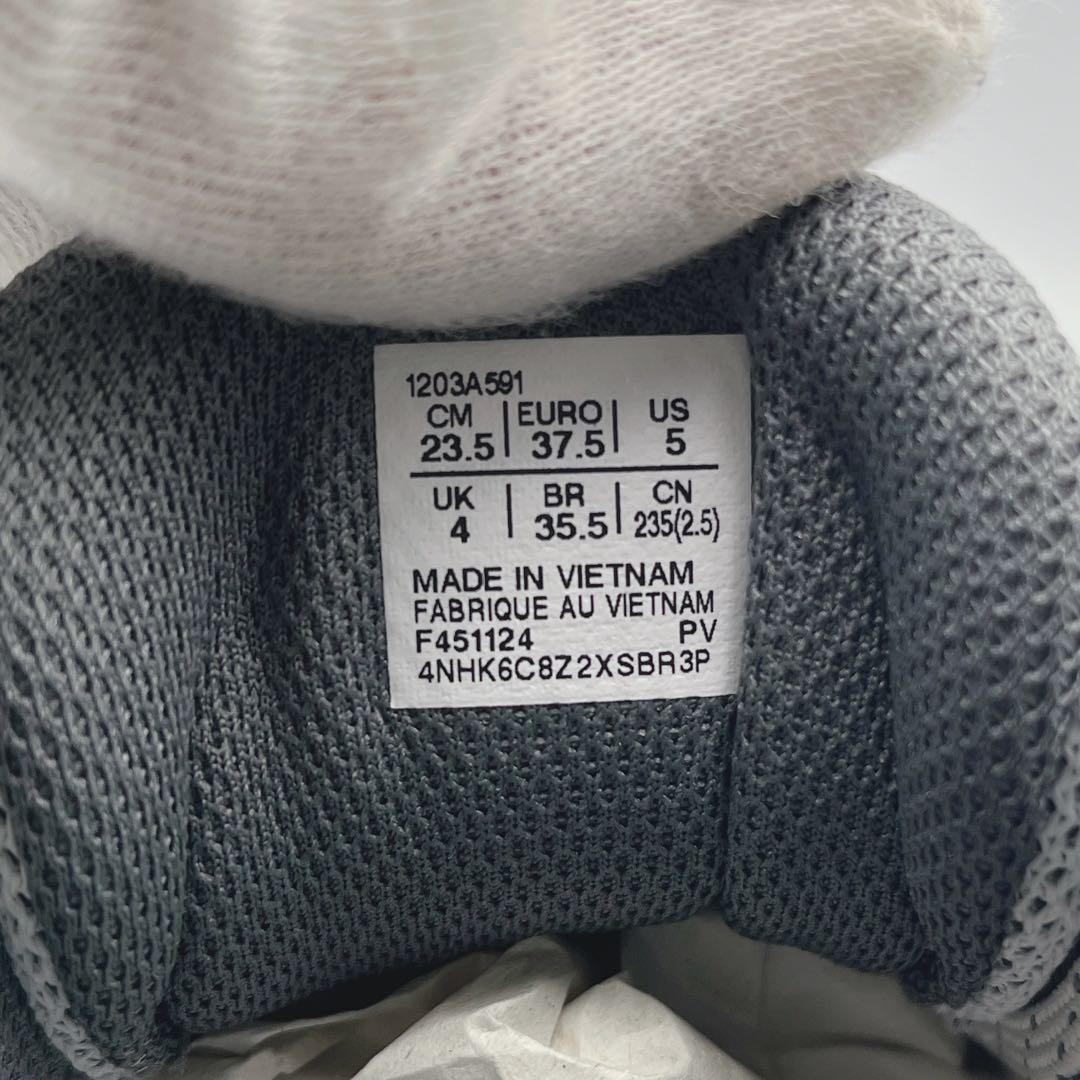 1203A591
CM | EURO | US
23.5 | 37.5 | 5
UK | BR | CN
4 | 35.5 | 235(2.5)
MADE IN VIETNAM
FABRIQUE AU VIETNAM
F451124 PV
4NHK6C8Z2XSBR3P